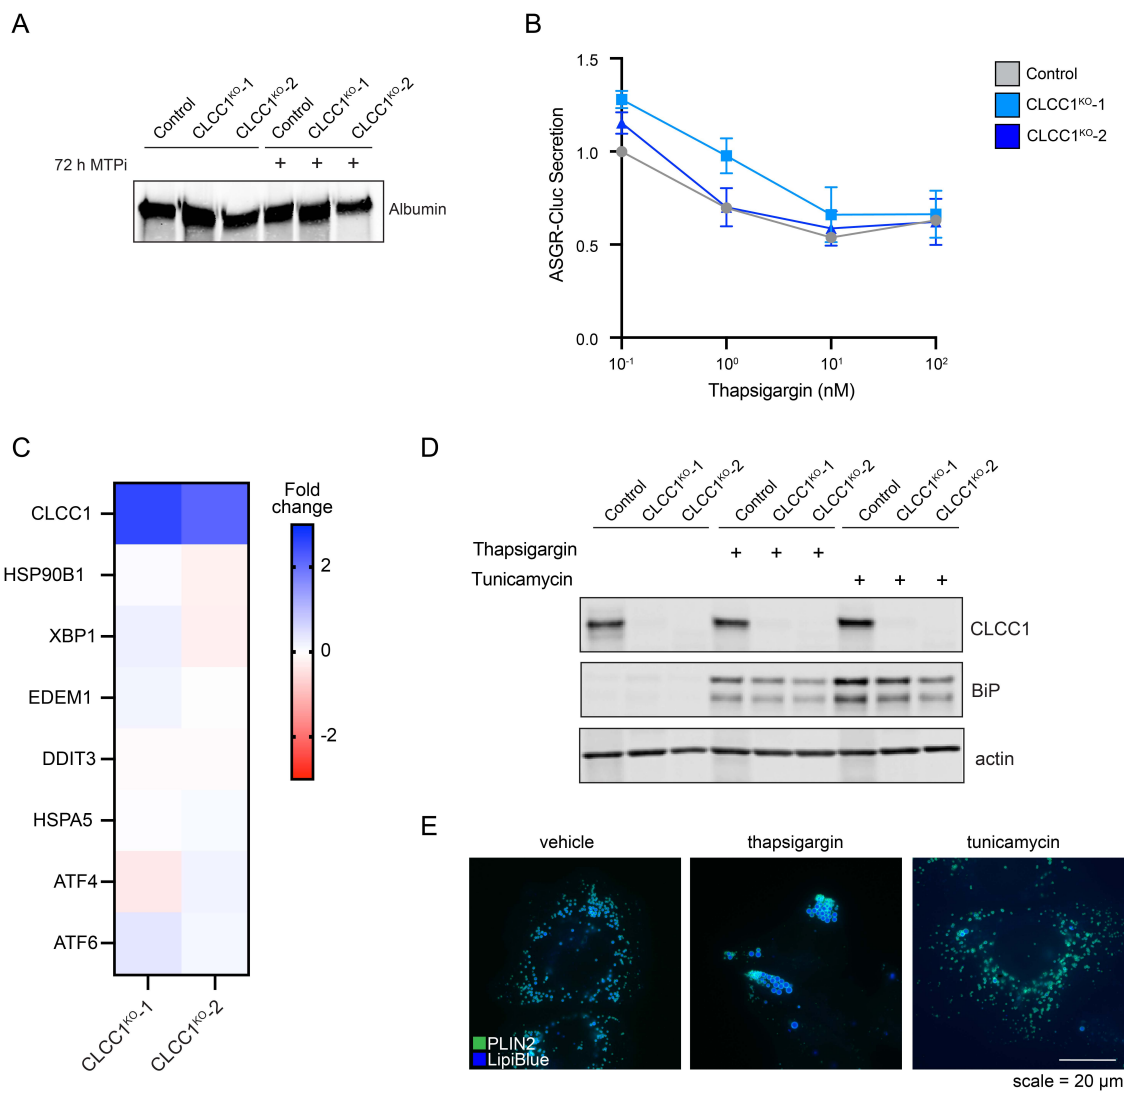 A
Control
CLCC1ᴷᴼ-1
CLCC1ᴷᴼ-2
Control
CLCC1ᴷᴼ-1
CLCC1ᴷᴼ-2
72 h MTPi + + +
Albumin
B
ASGR-Cluc Secretion
1.5
1.0
0.5
0.0
10⁻¹ 10⁰ 10¹ 10²
Thapsigargin (nM)
Control
CLCC1ᴷᴼ-1
CLCC1ᴷᴼ-2
C
CLCC1
HSP90B1
XBP1
EDEM1
DDIT3
HSPA5
ATF4
ATF6
CLCC1ᴷᴼ-1
CLCC1ᴷᴼ-2
Fold
change
2
0
-2
D
Control
CLCC1ᴷᴼ-1
CLCC1ᴷᴼ-2
Control
CLCC1ᴷᴼ-1
CLCC1ᴷᴼ-2
Control
CLCC1ᴷᴼ-1
CLCC1ᴷᴼ-2
Thapsigargin + + +
Tunicamycin + + +
CLCC1
BiP
actin
E
vehicle thapsigargin tunicamycin
PLIN2
LipiBlue
scale = 20 μm